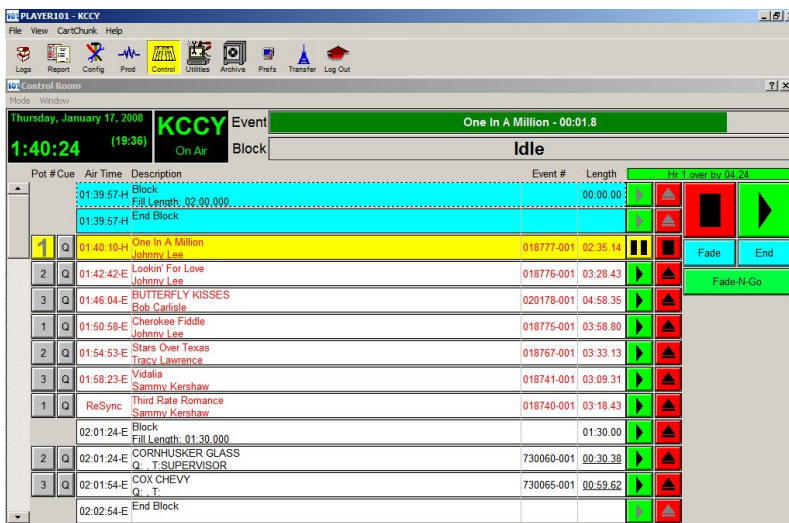 101 PLAYER101 - KCCY
File View CartChunk Help
Logs Report Config Prod Control Utilities Archive Prefs Transfer Log Out
101 Control Room
Mode Window
Thursday, January 17, 2008
1:40:24 (19:36)
KCCY
On Air
Event One In A Million - 00:01.8
Block Idle
Pot # Cue Air Time Description Event # Length Hr 1 over by 04:24
01:39:57-H Block 00:00.00
Fill Length: 02:00.000
01:39:57-H End Block
1 Q 01:40:10-H One In A Million 018777-001 02:35.14
Johnny Lee
Fade End
2 Q 01:42:42-E Lookin' For Love 018776-001 03:28.43
Johnny Lee
Fade-N-Go
3 Q 01:46:04-E BUTTERFLY KISSES 020178-001 04:58.35
Bob Carlisle
1 Q 01:50:58-E Cherokee Fiddle 018775-001 03:58.80
Johnny Lee
2 Q 01:54:53-E Stars Over Texas 018767-001 03:33.13
Tracy Lawrence
3 Q 01:58:23-E Vidalia 018741-001 03:09.31
Sammy Kershaw
1 Q ReSync Third Rate Romance 018740-001 03:18.43
Sammy Kershaw
02:01:24-E Block 01:30.00
Fill Length: 01:30.000
2 Q 02:01:24-E CORNHUSKER GLASS 730060-001 00:30.38
Q: , T:SUPERVISOR
3 Q 02:01:54-E COX CHEVY 730065-001 00:59.62
Q: , T:
02:02:54-E End Block